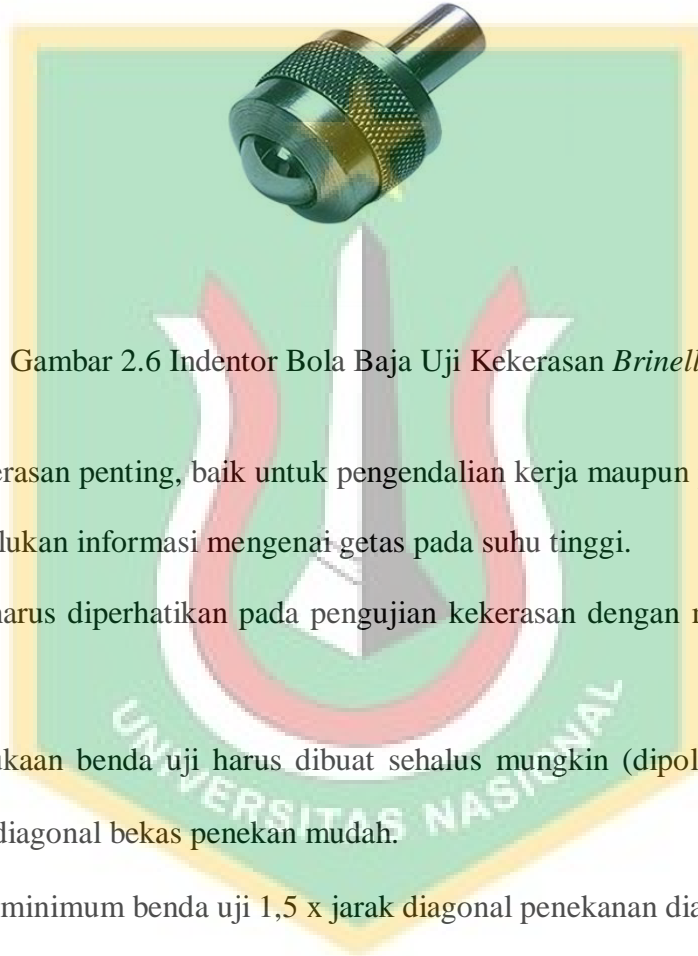 Gambar 2.6 Indentor Bola Baja Uji Kekerasan Brinell
erasan penting, baik untuk pengendalian kerja maupun
lukan informasi mengenai getas pada suhu tinggi.
harus diperhatikan pada pengujian kekerasan dengan
ukaan benda uji harus dibuat sehalus mungkin (dipol
diagonal bekas penekan mudah.
minimum benda uji 1,5 x jarak diagonal penekanan dia
UNIVERSITAS NASIONAL